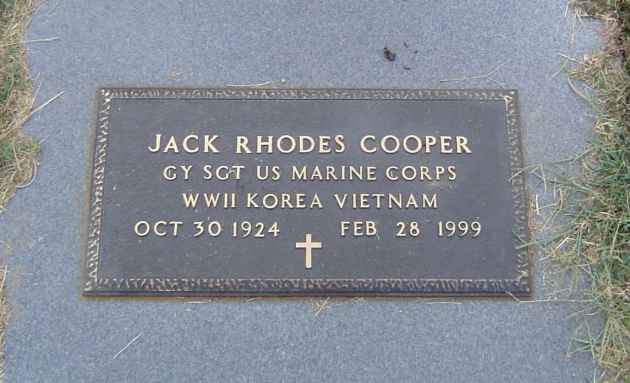 JACK RHODES COOPER
GY SGT US MARINE CORPS
WWII KOREA VIETNAM
OCT 30 1924 FEB 28 1999